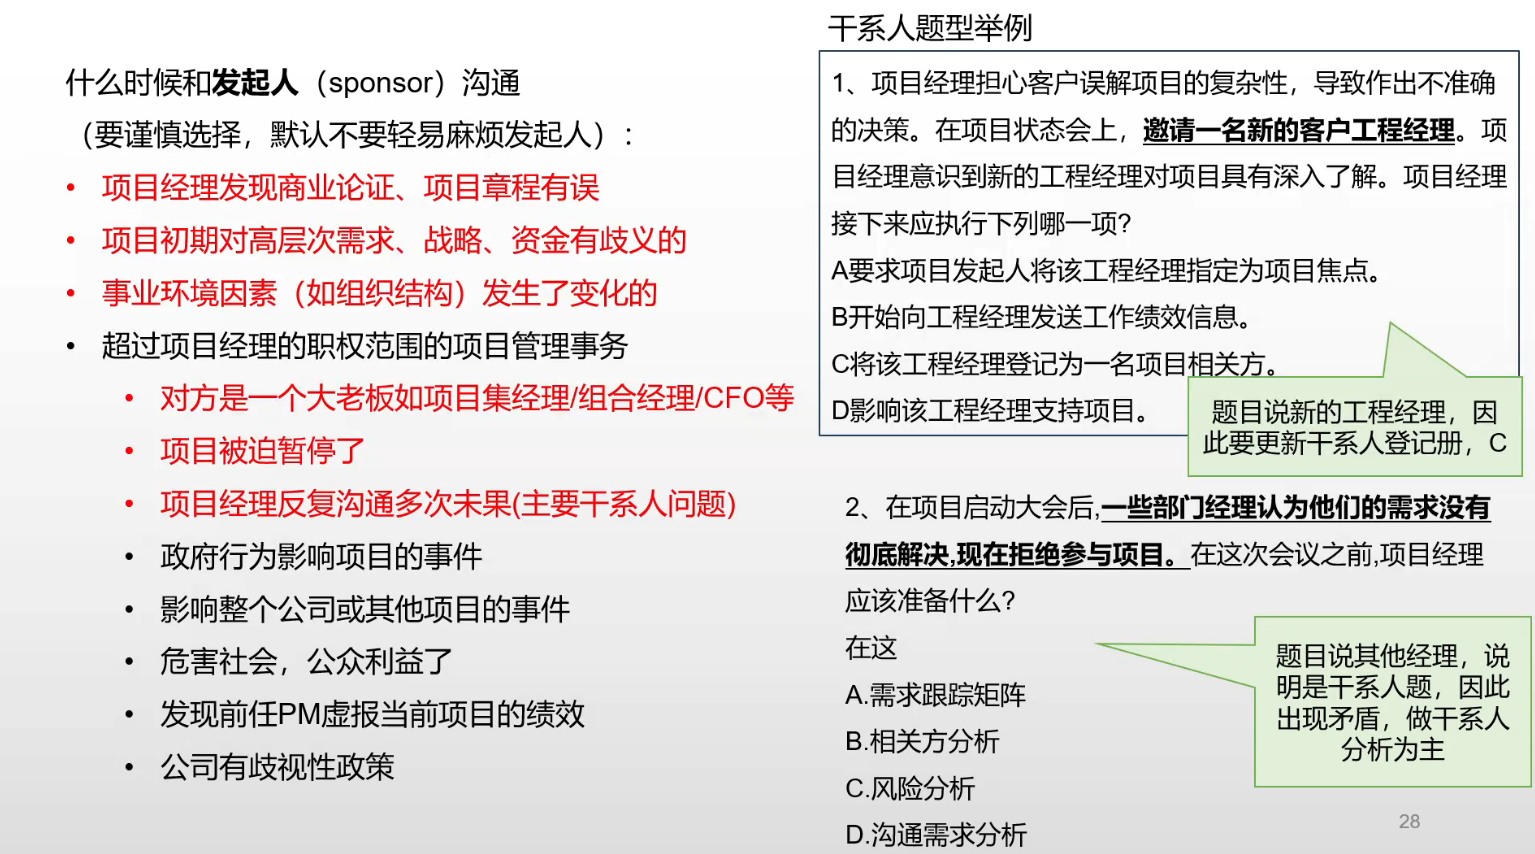 什么时候和发起人（sponsor）沟通
（要谨慎选择，默认不要轻易麻烦发起人）：
• 项目经理发现商业论证、项目章程有误
• 项目初期对高层次需求、战略、资金有歧义的
• 事业环境因素（如组织结构）发生了变化的
• 超过项目经理的职权范围的项目管理事务
• 对方是一个大老板如项目集经理/组合经理/CFO等
• 项目被迫暂停了
• 项目经理反复沟通多次未果(主要干系人问题)
• 政府行为影响项目的事件
• 影响整个公司或其他项目的事件
• 危害社会，公众利益了
• 发现前任PM虚报当前项目的绩效
• 公司有歧视性政策
干系人题型举例
1、项目经理担心客户误解项目的复杂性，导致作出不准确
的决策。在项目状态会上，邀请一名新的客户工程经理。项
目经理意识到新的工程经理对项目具有深入了解。项目经理
接下来应执行下列哪一项?
A要求项目发起人将该工程经理指定为项目焦点。
B开始向工程经理发送工作绩效信息。
C将该工程经理登记为一名项目相关方。
D影响该工程经理支持项目。
题目说新的工程经理，因
此要更新干系人登记册，C
2、在项目启动大会后,一些部门经理认为他们的需求没有
彻底解决,现在拒绝参与项目。在这次会议之前,项目经理
应该准备什么?
在这
A.需求跟踪矩阵
B.相关方分析
C.风险分析
D.沟通需求分析
题目说其他经理，说
明是干系人题，因此
出现矛盾，做干系人
分析为主
28